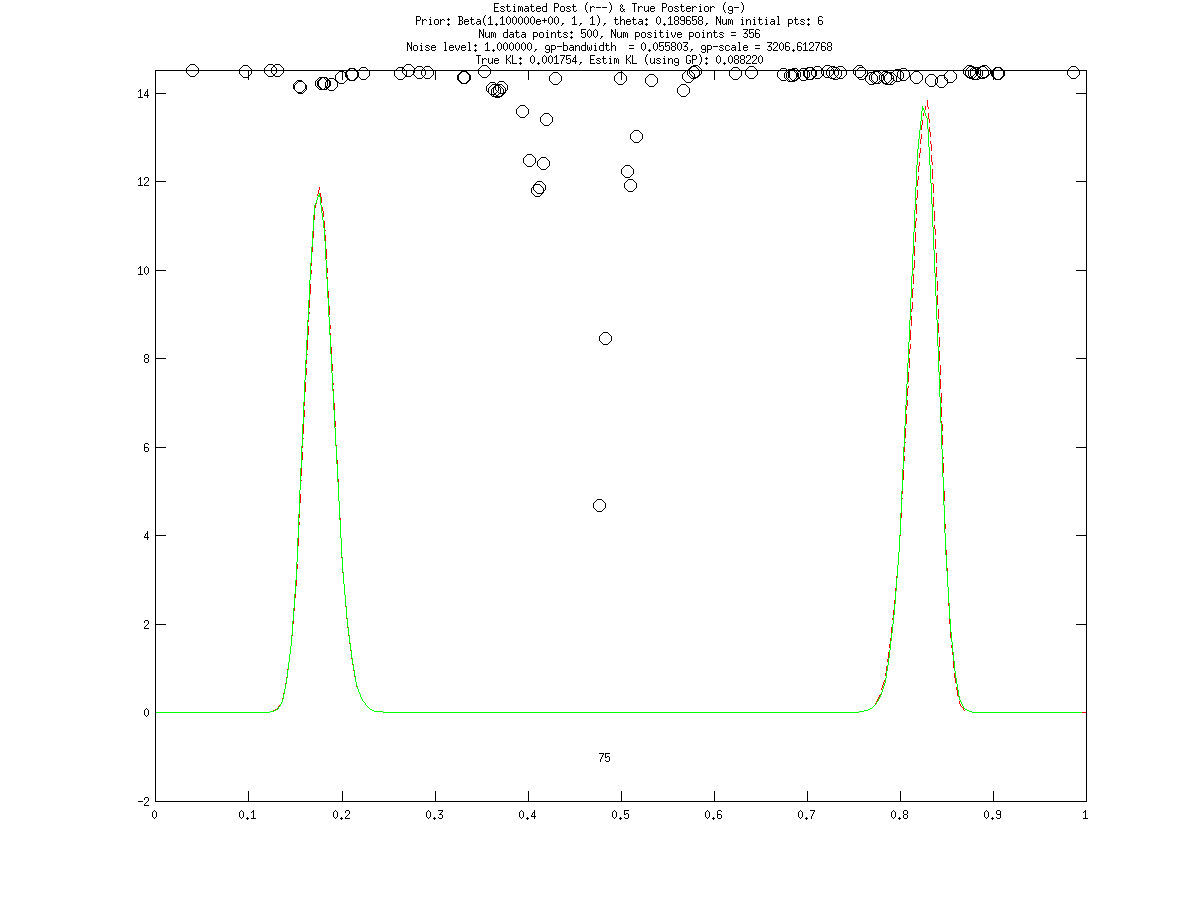 Estimated Post (r--) & True Posterior (g-)
Prior: Beta(1.100000e+00, 1, 1), theta: 0.189658, Num initial pts: 6
Num data points: 500, Num positive points = 356
Noise level: 1.000000, gp-bandwidth  = 0.055803, gp-scale = 3206.612768
True KL: 0.001754, Estim KL (using GP): 0.088220
14
12
10
8
6
4
2
0
75
-2
0 0.1 0.2 0.3 0.4 0.5 0.6 0.7 0.8 0.9 1